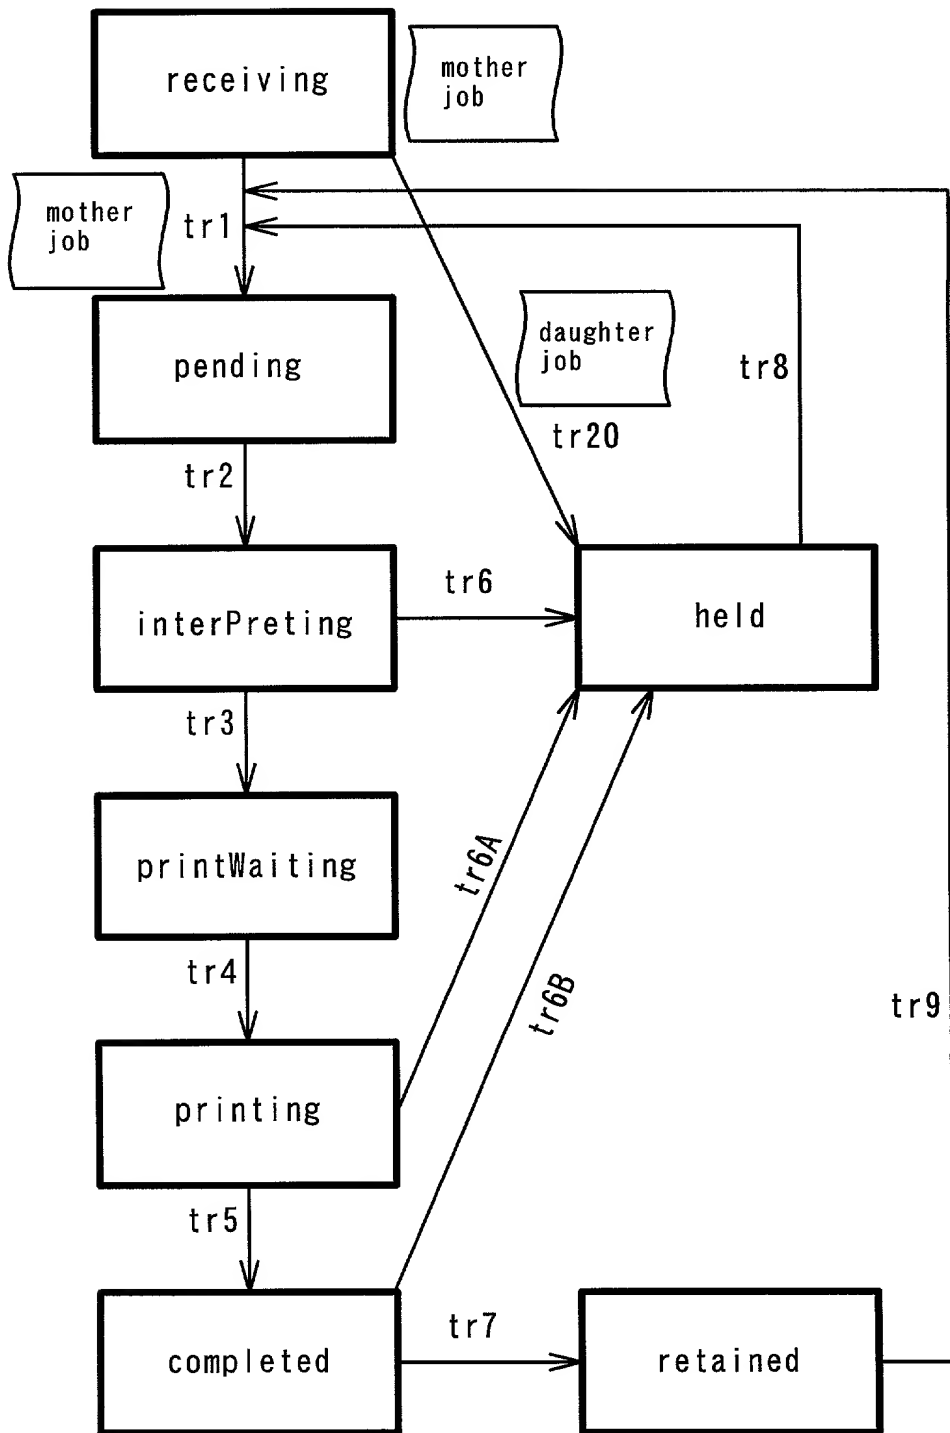 receiving
mother
job
mother
job
tr1
pending
daughter
job
tr8
tr20
tr2
interPreting
tr6
held
tr3
printWaiting
tr6A
tr4
tr6B
tr9
printing
tr5
completed
tr7
retained